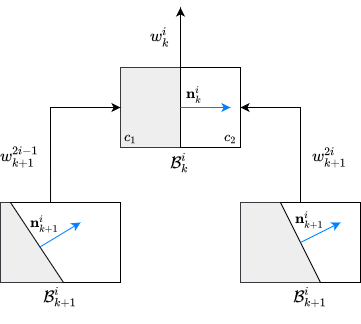 w_k^i
n_k^i
c_1
c_2
ℬ_k^i
w_{k+1}^{2i-1}
w_{k+1}^{2i}
n_{k+1}^i
n_{k+1}^i
ℬ_{k+1}^i
ℬ_{k+1}^i